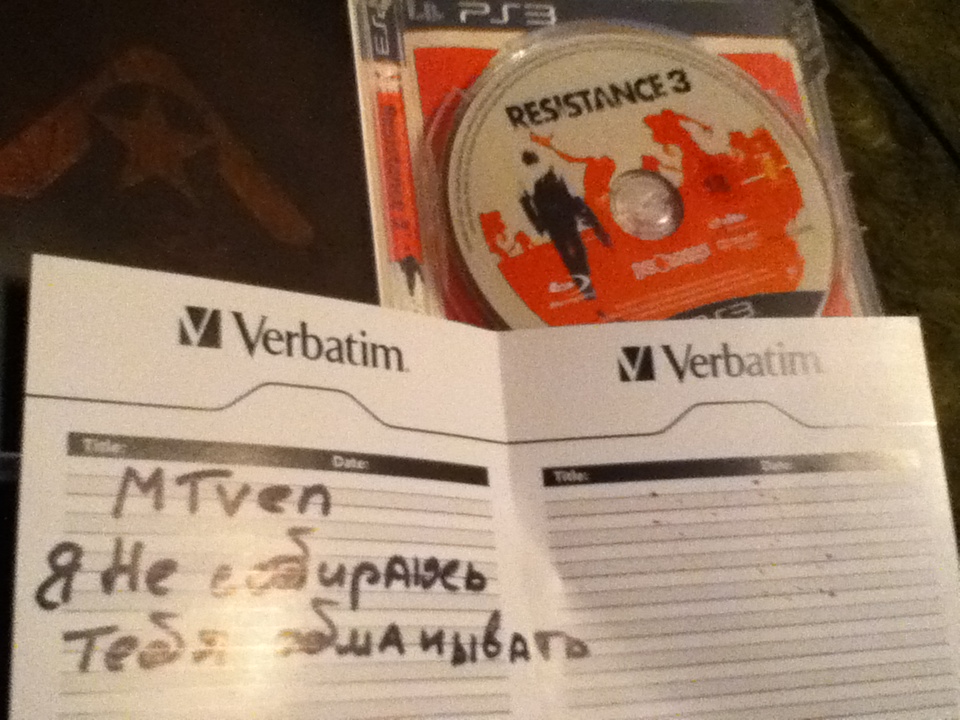 PS3
RESISTANCE 3
Verbatim
Verbatim
Title:
Date:
Title:
Date:
MTven
Я Не собираюсь
тебя обманывать